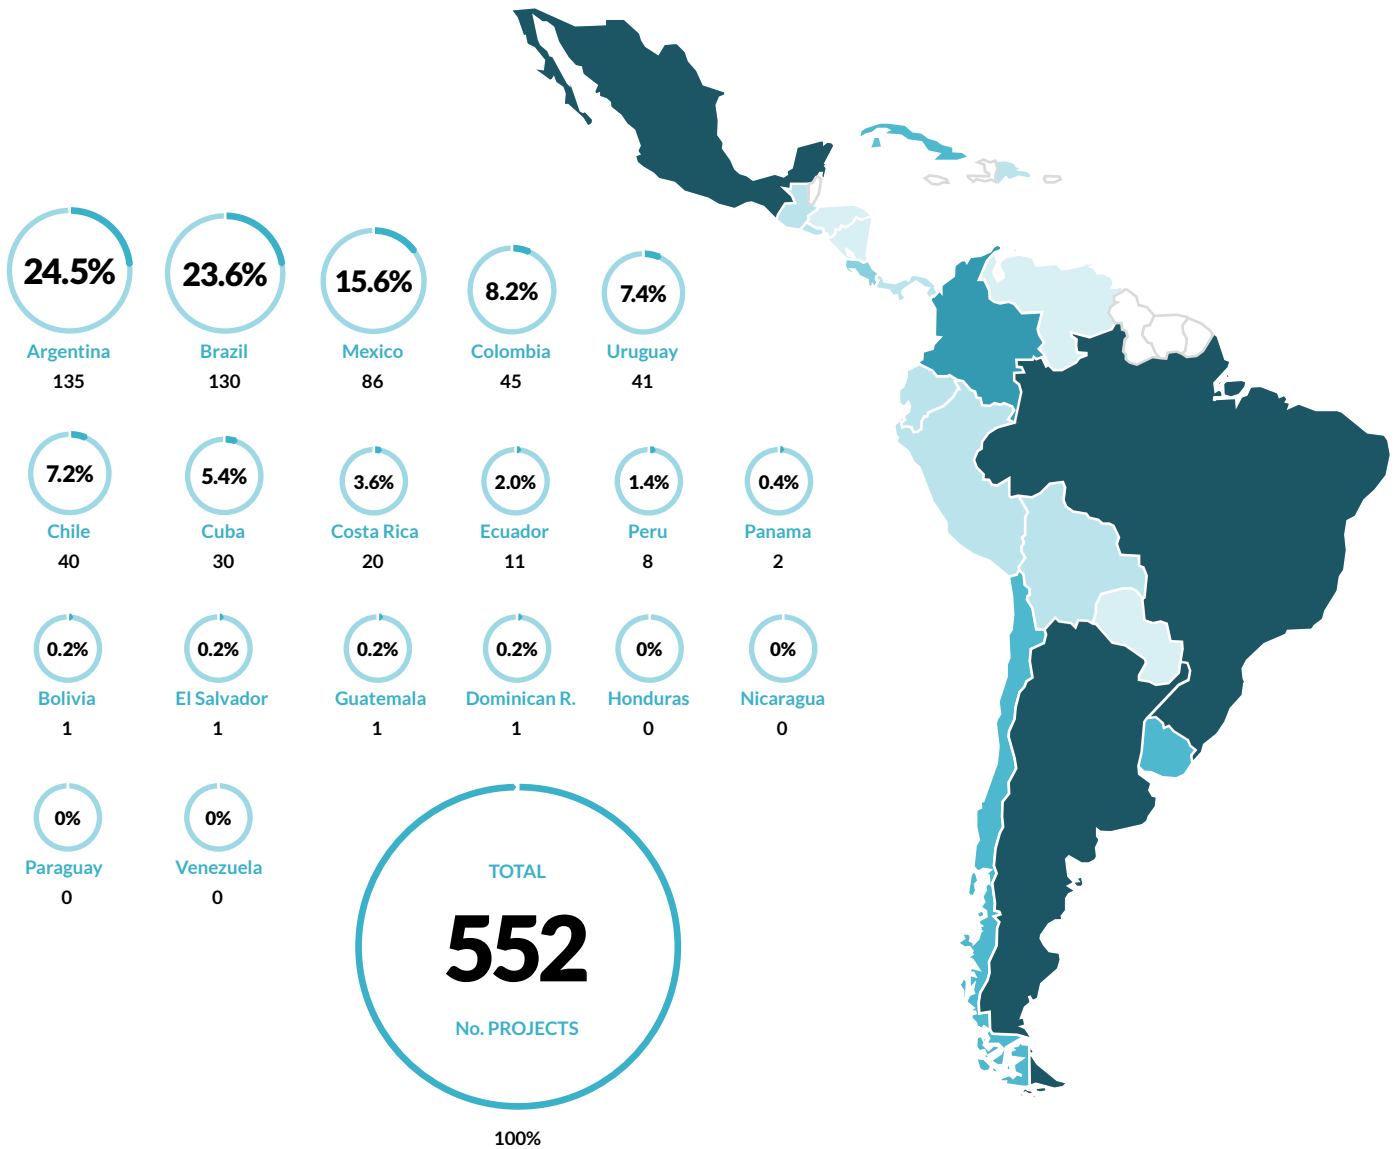 24.5% 23.6% 15.6% 8.2% 7.4%
Argentina Brazil Mexico Colombia Uruguay
135 130 86 45 41
7.2% 5.4% 3.6% 2.0% 1.4% 0.4%
Chile Cuba Costa Rica Ecuador Peru Panama
40 30 20 11 8 2
0.2% 0.2% 0.2% 0.2% 0% 0%
Bolivia El Salvador Guatemala Dominican R. Honduras Nicaragua
1 1 1 1 0 0
0% 0%
Paraguay Venezuela
0 0
TOTAL
552
No. PROJECTS
100%